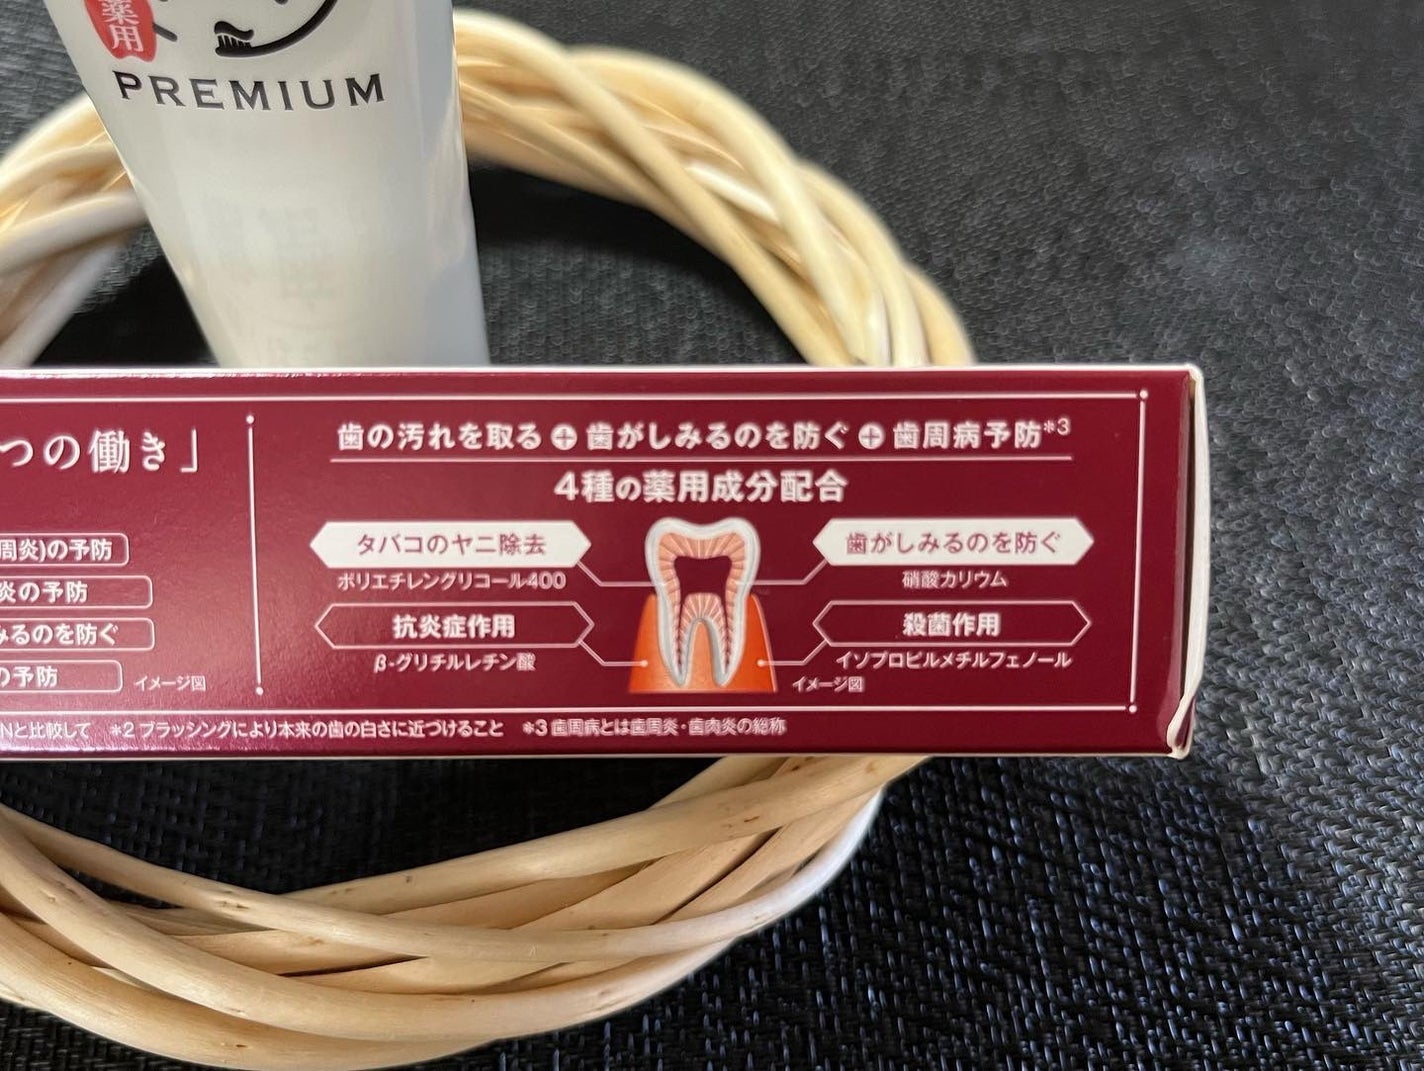 薬用
PREMIUM
つの働き」
周炎)の予防
炎の予防
みるのを防ぐ
の予防
イメージ図
歯の汚れを取る＋歯がしみるのを防ぐ＋歯周病予防*3
4種の薬用成分配合
タバコのヤニ除去
ポリエチレングリコール400
歯がしみるのを防ぐ
硝酸カリウム
抗炎症作用
β-グリチルレチン酸
殺菌作用
イソプロピルメチルフェノール
イメージ図
Nと比較して *2 ブラッシングにより本来の歯の白さに近づけること *3 歯周病とは歯周炎・歯肉炎の総称